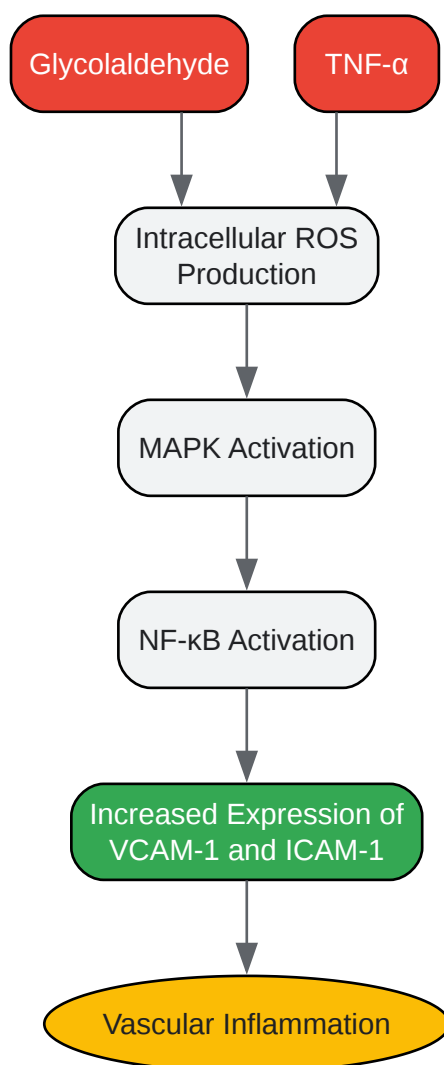 Glycolaldehyde
TNF-α
Intracellular ROS
Production
MAPK Activation
NF-κB Activation
Increased Expression of
VCAM-1 and ICAM-1
Vascular Inflammation